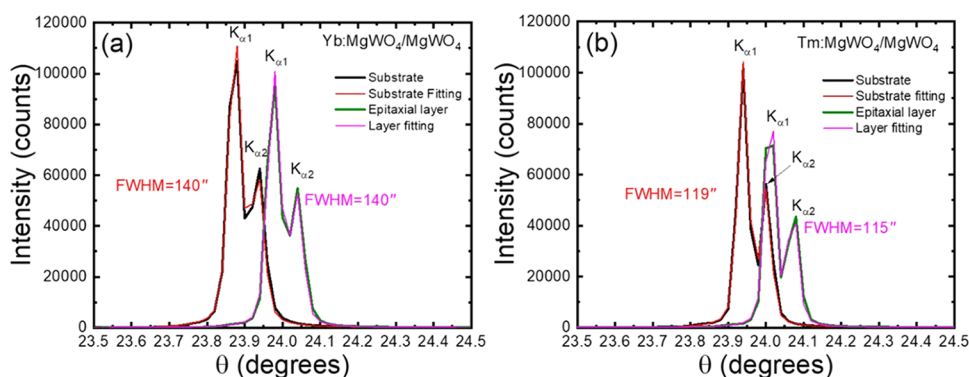 (a)
Yb:MgWO₄/MgWO₄
Kα1
Kα1
Kα2
Kα2
Substrate
Substrate Fitting
Epitaxial layer
Layer fitting
FWHM=140″
FWHM=140″
Intensity (counts)
120000
100000
80000
60000
40000
20000
0
23.5 23.6 23.7 23.8 23.9 24.0 24.1 24.2 24.3 24.4 24.5
θ (degrees)
(b)
Tm:MgWO₄/MgWO₄
Kα1
Kα1
Kα2
Kα2
Substrate
Substrate fitting
Epitaxial layer
Layer fitting
FWHM=119″
FWHM=115″
Intensity (counts)
120000
100000
80000
60000
40000
20000
0
23.5 23.6 23.7 23.8 23.9 24.0 24.1 24.2 24.3 24.4 24.5
θ (degrees)